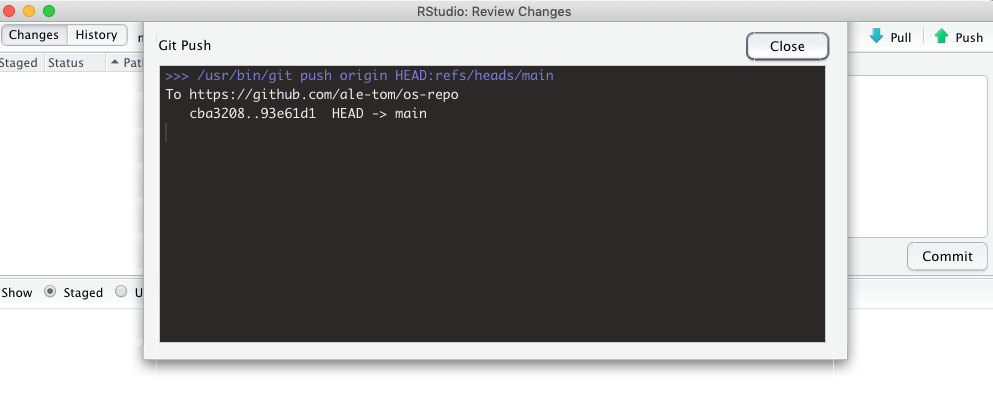 RStudio: Review Changes
Changes History Pull Push
Staged Status
Git Push Close
>>> /usr/bin/git push origin HEAD:refs/heads/main
To https://github.com/ale-tom/os-repo
cba3208..93e61d1 HEAD -> main
Commit
Show Staged